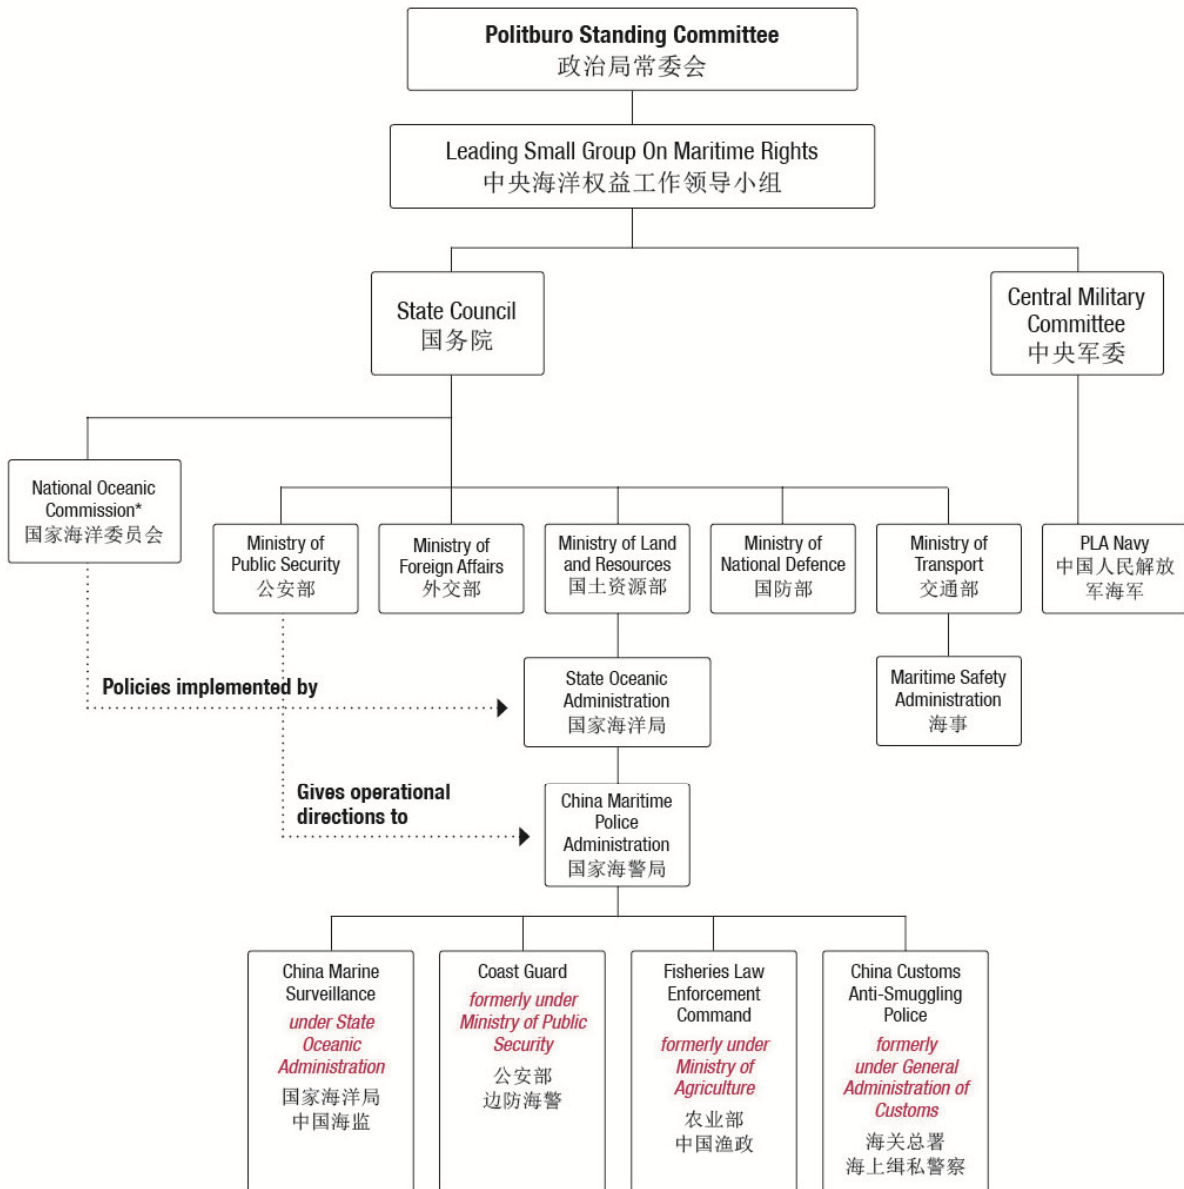 Politburo Standing Committee
政治局常委会
Leading Small Group On Maritime Rights
中央海洋权益工作领导小组
State Council
国务院
Central Military
Committee
中央军委
National Oceanic
Commission*
国家海洋委员会
Ministry of
Public Security
公安部
Ministry of
Foreign Affairs
外交部
Ministry of Land
and Resources
国土资源部
Ministry of
National Defence
国防部
Ministry of
Transport
交通部
PLA Navy
中国人民解放
军海军
Policies implemented by
State Oceanic
Administration
国家海洋局
Maritime Safety
Administration
海事
Gives operational
directions to
China Maritime
Police
Administration
国家海警局
China Marine
Surveillance
under State
Oceanic
Administration
国家海洋局
中国海监
Coast Guard
formerly under
Ministry of Public
Security
公安部
边防海警
Fisheries Law
Enforcement
Command
formerly under
Ministry of
Agriculture
农业部
中国渔政
China Customs
Anti-Smuggling
Police
formerly
under General
Administration of
Customs
海关总署
海上缉私警察